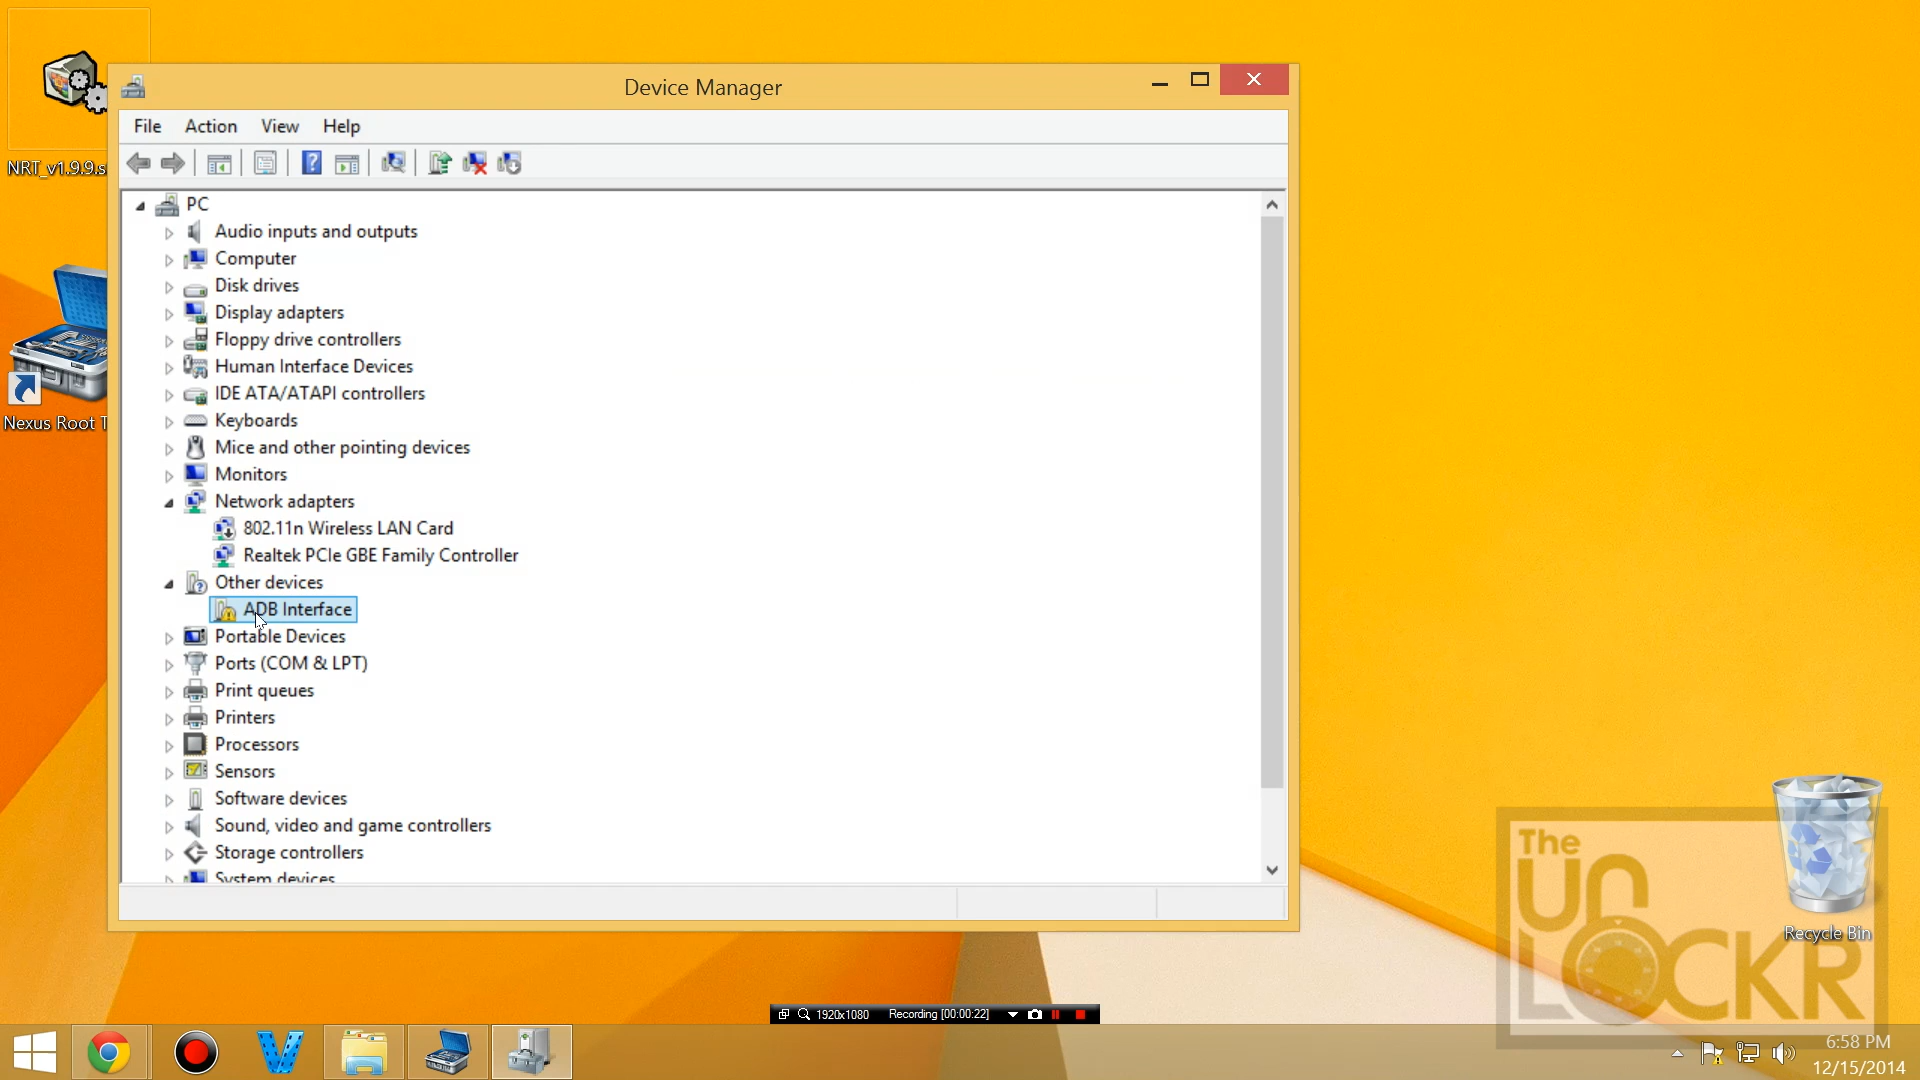 Device Manager
File Action View Help
NRT_v1.9.9.s
PC
Audio inputs and outputs
Computer
Disk drives
Display adapters
Floppy drive controllers
Human Interface Devices
IDE ATA/ATAPI controllers
Nexus Root T
Keyboards
Mice and other pointing devices
Monitors
Network adapters
802.11n Wireless LAN Card
Realtek PCIe GBE Family Controller
Other devices
ADB Interface
Portable Devices
Ports (COM & LPT)
Print queues
Printers
Processors
Sensors
Software devices
Sound, video and game controllers
Storage controllers
System devices
The
UNLOCKR
Recycle Bin
1920x1080 Recording [00:00:22]
6:58 PM
12/15/2014